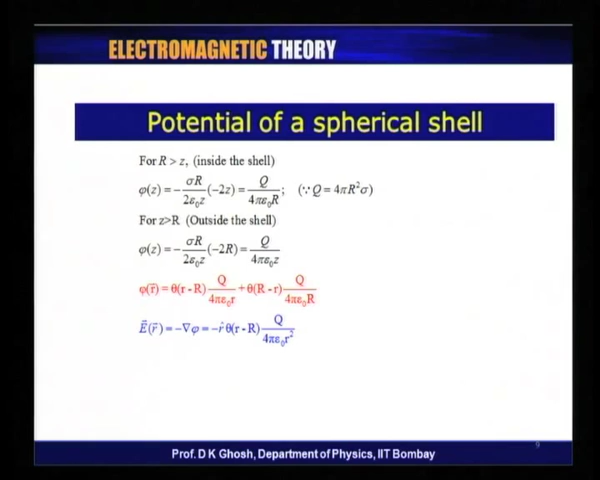 ELECTROMAGNETIC THEORY
Potential of a spherical shell
For R > z, (inside the shell)
φ(z) = −σR/2ε₀z (−2z) = Q/4πε₀R; (∵ Q = 4πR²σ)
For z>R (Outside the shell)
φ(z) = −σR/2ε₀z (−2R) = Q/4πε₀z
φ(r⃗) = θ(r - R) Q/4πε₀r + θ(R - r) Q/4πε₀R
E⃗(r⃗) = −∇φ = −r̂ θ(r - R) Q/4πε₀r²
9
Prof. D K Ghosh, Department of Physics, IIT Bombay